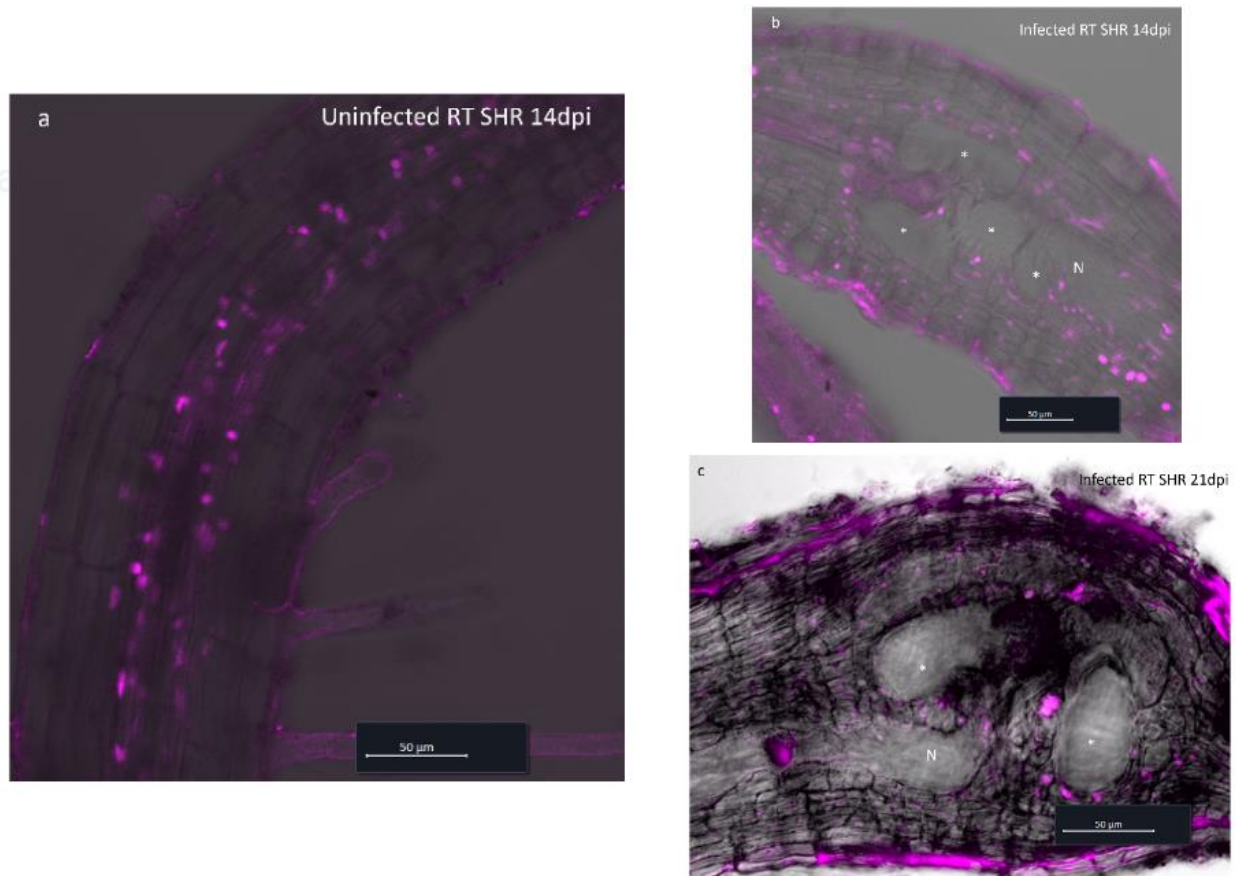 a
Uninfected RT SHR 14dpi
50 µm
b
Infected RT SHR 14dpi
*
*
*
*
N
50 µm
c
Infected RT SHR 21dpi
*
*
N
50 µm